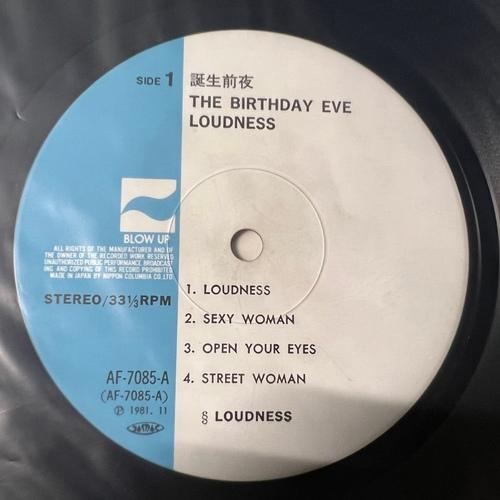 SIDE 1
誕生前夜
THE BIRTHDAY EVE
LOUDNESS
BLOW UP
ALL RIGHTS OF THE MANUFACTURER AND OF
THE OWNER OF THE RECORDED WORK RESERVED
UNAUTHORIZED PUBLIC PERFORMANCE BROADCAST
ING AND COPYING OF THIS RECORD PROHIBITED
MADE IN JAPAN BY NIPPON COLUMBIA CO.LTD
STEREO/33⅓RPM
1. LOUDNESS
2. SEXY WOMAN
3. OPEN YOUR EYES
4. STREET WOMAN
§ LOUDNESS
AF-7085-A
(AF-7085-A)
Ⓟ 1981. 11
JASRAC